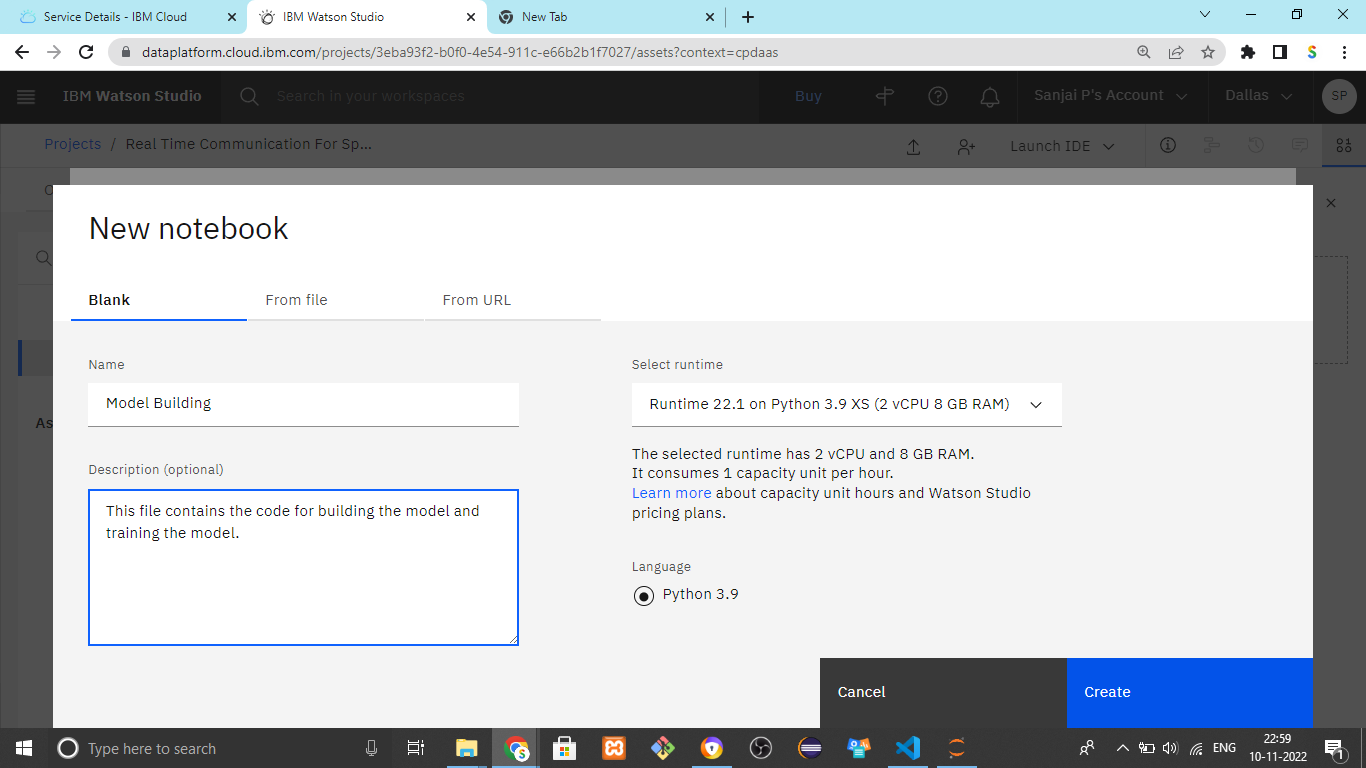 Service Details - IBM Cloud
IBM Watson Studio
New Tab
dataplatform.cloud.ibm.com/projects/3eba93f2-b0f0-4e54-911c-e66b2b1f7027/assets?context=cpdaas
S
IBM Watson Studio
Search in your workspaces
Buy
Sanjai P's Account
Dallas
SP
Projects / Real Time Communication For Sp...
Launch IDE
New notebook
Blank
From file
From URL
Name
Model Building
Description (optional)
This file contains the code for building the model and
training the model.
Select runtime
Runtime 22.1 on Python 3.9 XS (2 vCPU 8 GB RAM)
The selected runtime has 2 vCPU and 8 GB RAM.
It consumes 1 capacity unit per hour.
Learn more about capacity unit hours and Watson Studio
pricing plans.
Language
Python 3.9
As
Cancel
Create
Type here to search
ENG
22:59
10-11-2022
1